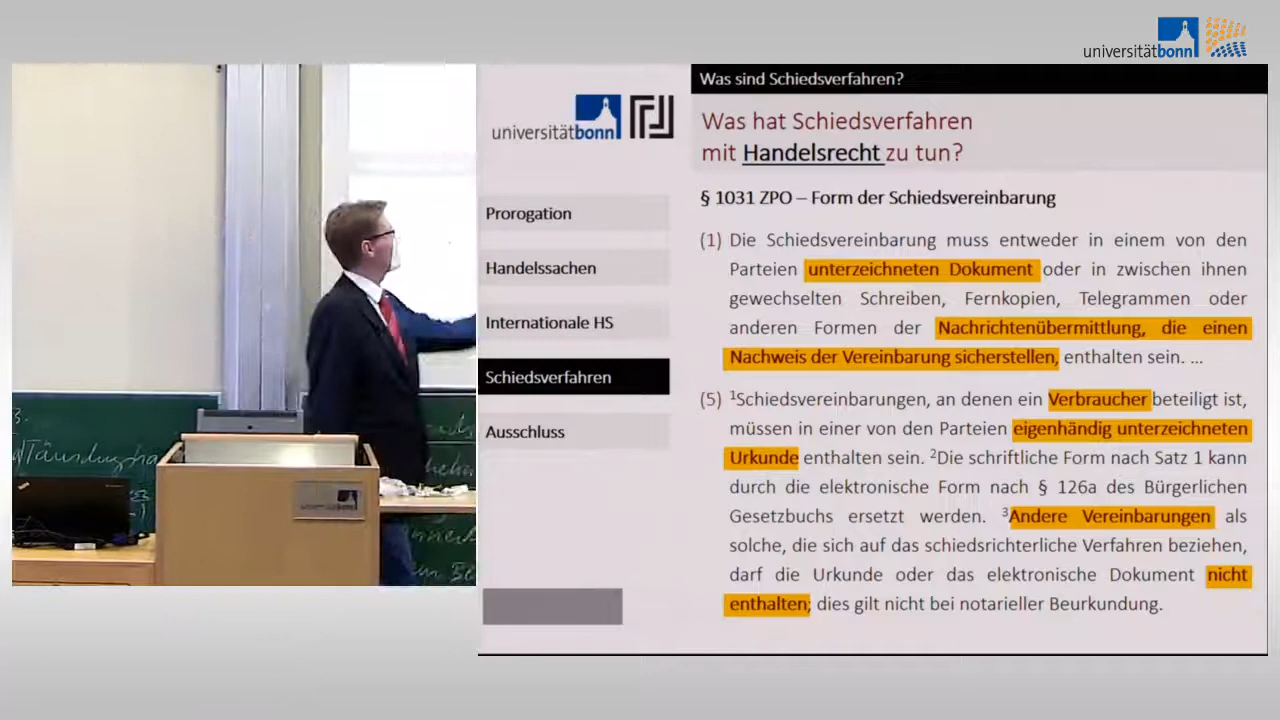 universitätbonn
Was sind Schiedsverfahren?
universitätbonn
Was hat Schiedsverfahren
mit Handelsrecht zu tun?
Prorogation
Handelssachen
Internationale HS
Schiedsverfahren
Ausschluss
§ 1031 ZPO – Form der Schiedsvereinbarung
(1) Die Schiedsvereinbarung muss entweder in einem von den
Parteien unterzeichneten Dokument oder in zwischen ihnen
gewechselten Schreiben, Fernkopien, Telegrammen oder
anderen Formen der Nachrichtenübermittlung, die einen
Nachweis der Vereinbarung sicherstellen, enthalten sein. ...
(5) ¹Schiedsvereinbarungen, an denen ein Verbraucher beteiligt ist,
müssen in einer von den Parteien eigenhändig unterzeichneten
Urkunde enthalten sein. ²Die schriftliche Form nach Satz 1 kann
durch die elektronische Form nach § 126a des Bürgerlichen
Gesetzbuchs ersetzt werden. ³Andere Vereinbarungen als
solche, die sich auf das schiedsrichterliche Verfahren beziehen,
darf die Urkunde oder das elektronische Dokument nicht
enthalten; dies gilt nicht bei notarieller Beurkundung.